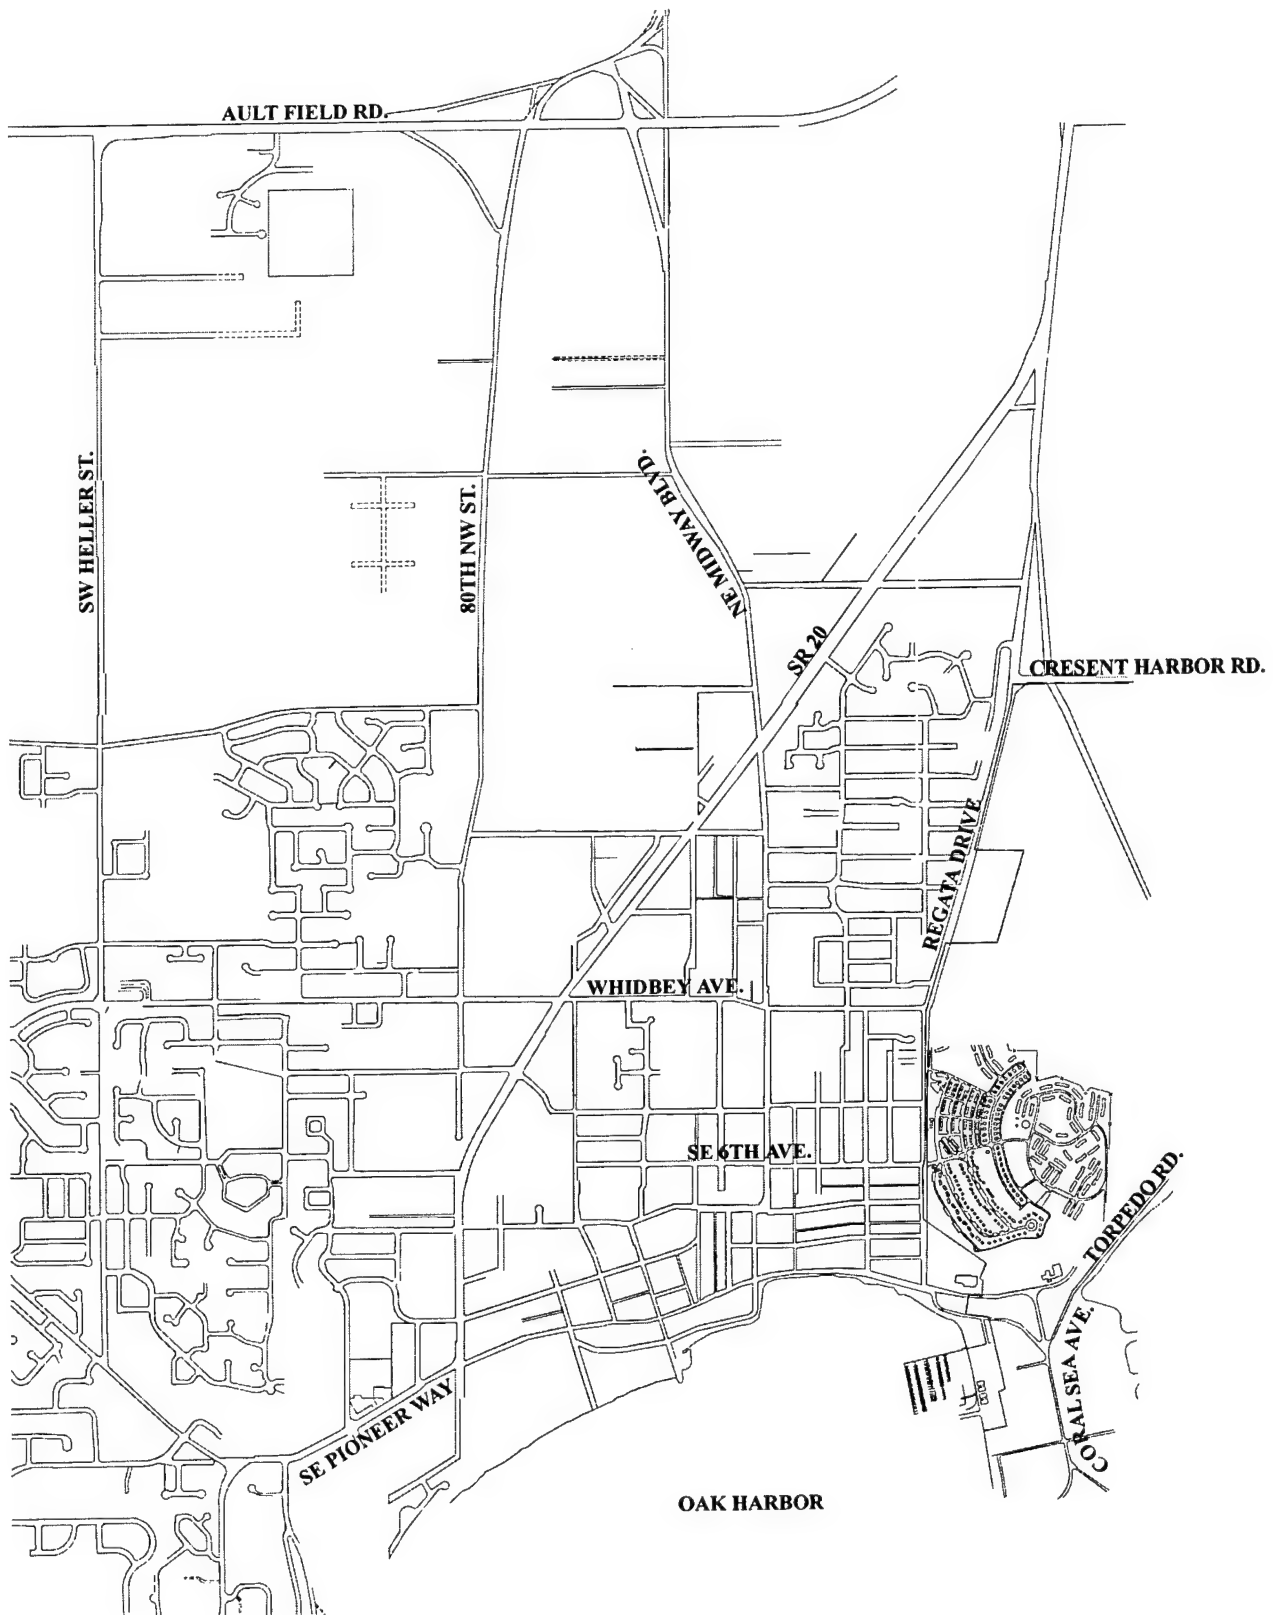 AULT FIELD RD.
SW HELLER ST.
80TH NW ST.
NE MIDWAY BLVD.
SR 20
CRESENT HARBOR RD.
REGATA DRIVE
WHIDBEY AVE.
SE 6TH AVE.
TORPEDO RD.
CORAL SEA AVE.
SE PIONEER WAY
OAK HARBOR